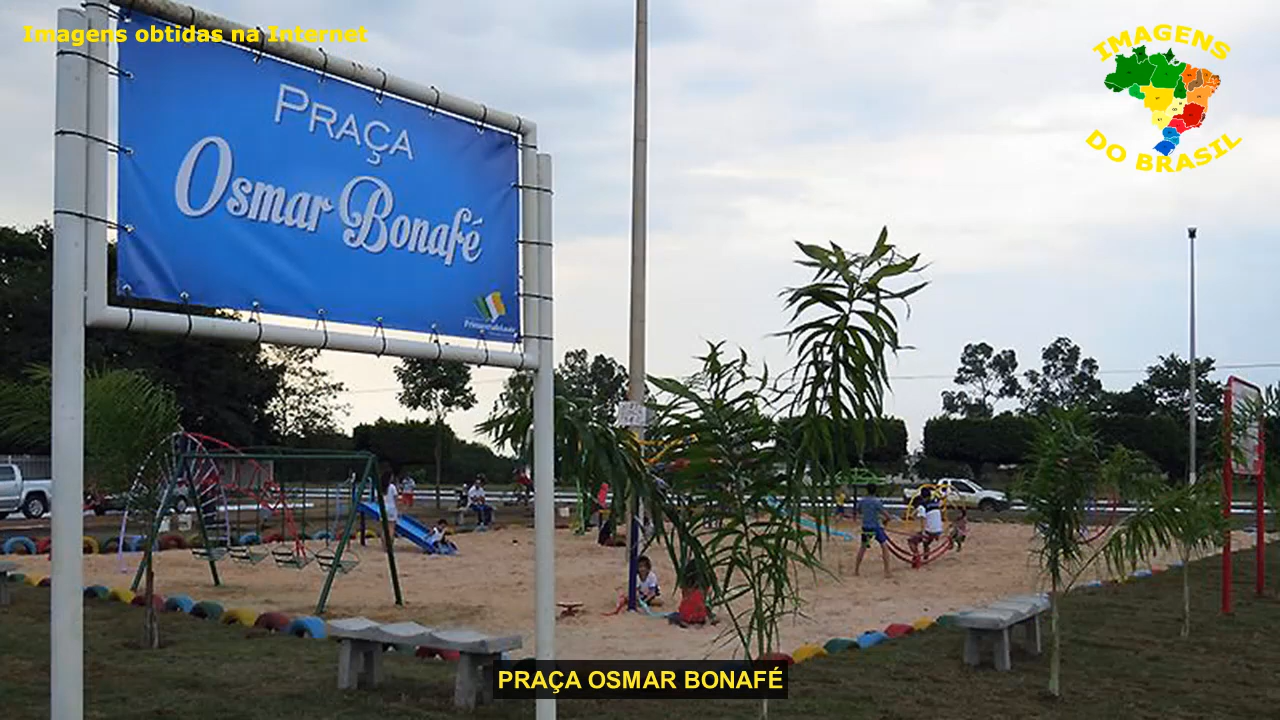 Imagens obtidas na Internet
IMAGENS
DO BRASIL
PRAÇA
Osmar Bonafé
PRAÇA OSMAR BONAFÉ